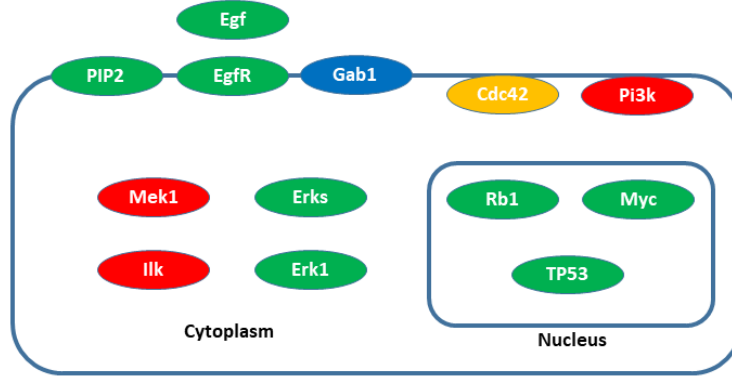 Egf
PIP2 EgfR Gab1
Cdc42 Pi3k
Mek1 Erks
Rb1 Myc
Ilk Erk1
TP53
Cytoplasm
Nucleus